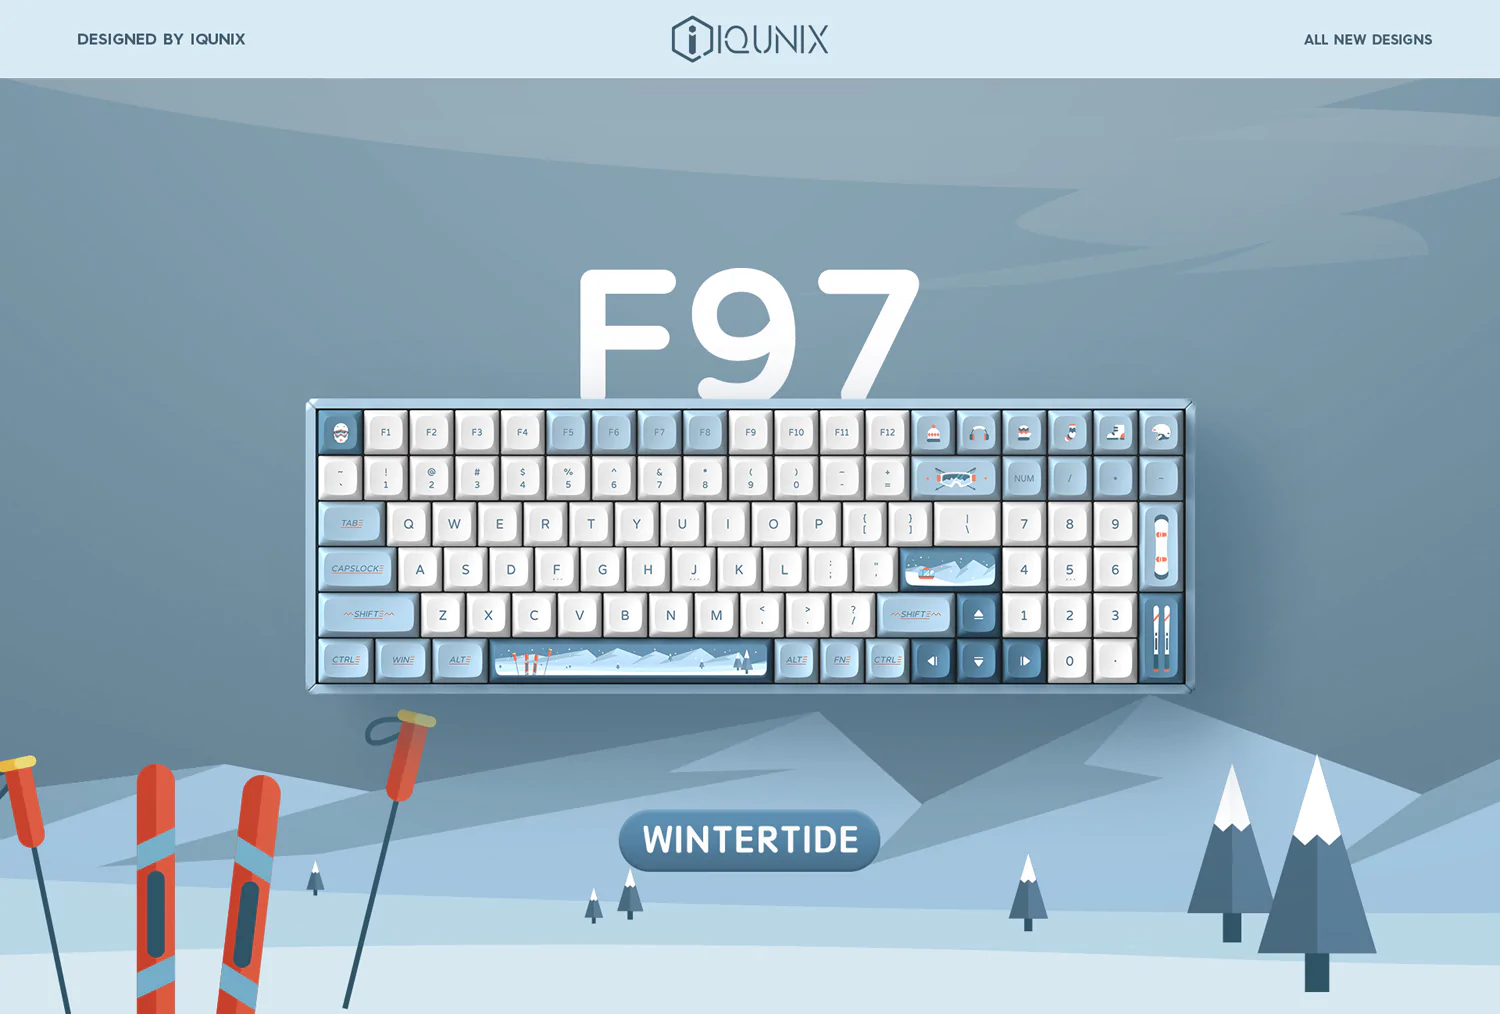 DESIGNED BY IQUNIX
IQUNIX
ALL NEW DESIGNS
F97
F1 F2 F3 F4 F5 F6 F7 F8 F9 F10 F11 F12
~ ! @ # $ % ^ & * ( ) − +
` 1 2 3 4 5 6 7 8 9 0 - = NUM / * −
TAB Q W E R T Y U I O P { [ } ] | \ 7 8 9
CAPSLOCK A S D F G H J K L : ; " ' 4 5 6
SHIFT Z X C V B N M < , > . ? / SHIFT 1 2 3
CTRL WIN ALT ALT FN CTRL 0 .
WINTERTIDE